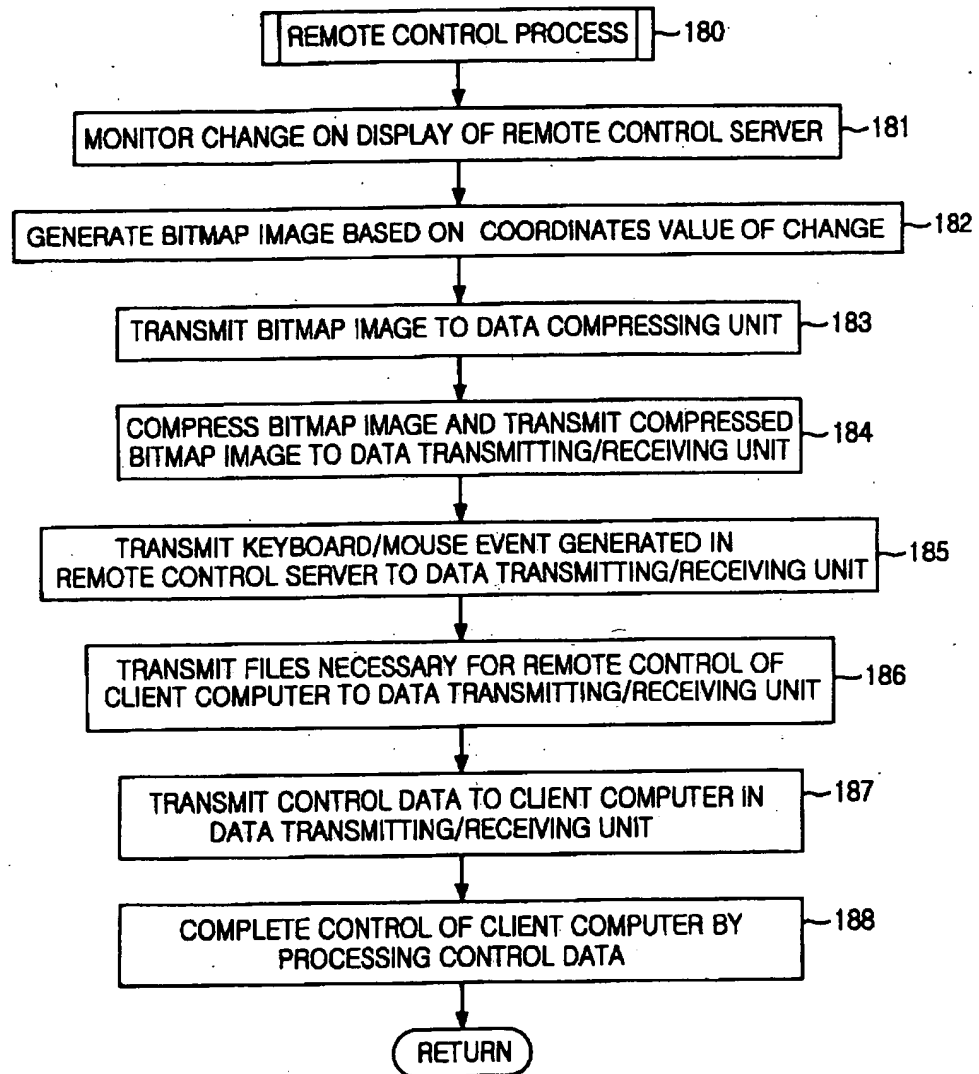 REMOTE CONTROL PROCESS 180
MONITOR CHANGE ON DISPLAY OF REMOTE CONTROL SERVER 181
GENERATE BITMAP IMAGE BASED ON COORDINATES VALUE OF CHANGE 182
TRANSMIT BITMAP IMAGE TO DATA COMPRESSING UNIT 183
COMPRESS BITMAP IMAGE AND TRANSMIT COMPRESSED
BITMAP IMAGE TO DATA TRANSMITTING/RECEIVING UNIT 184
TRANSMIT KEYBOARD/MOUSE EVENT GENERATED IN
REMOTE CONTROL SERVER TO DATA TRANSMITTING/RECEIVING UNIT 185
TRANSMIT FILES NECESSARY FOR REMOTE CONTROL OF
CLIENT COMPUTER TO DATA TRANSMITTING/RECEIVING UNIT 186
TRANSMIT CONTROL DATA TO CLIENT COMPUTER IN 187
DATA TRANSMITTING/RECEIVING UNIT
COMPLETE CONTROL OF CLIENT COMPUTER BY 188
PROCESSING CONTROL DATA
RETURN